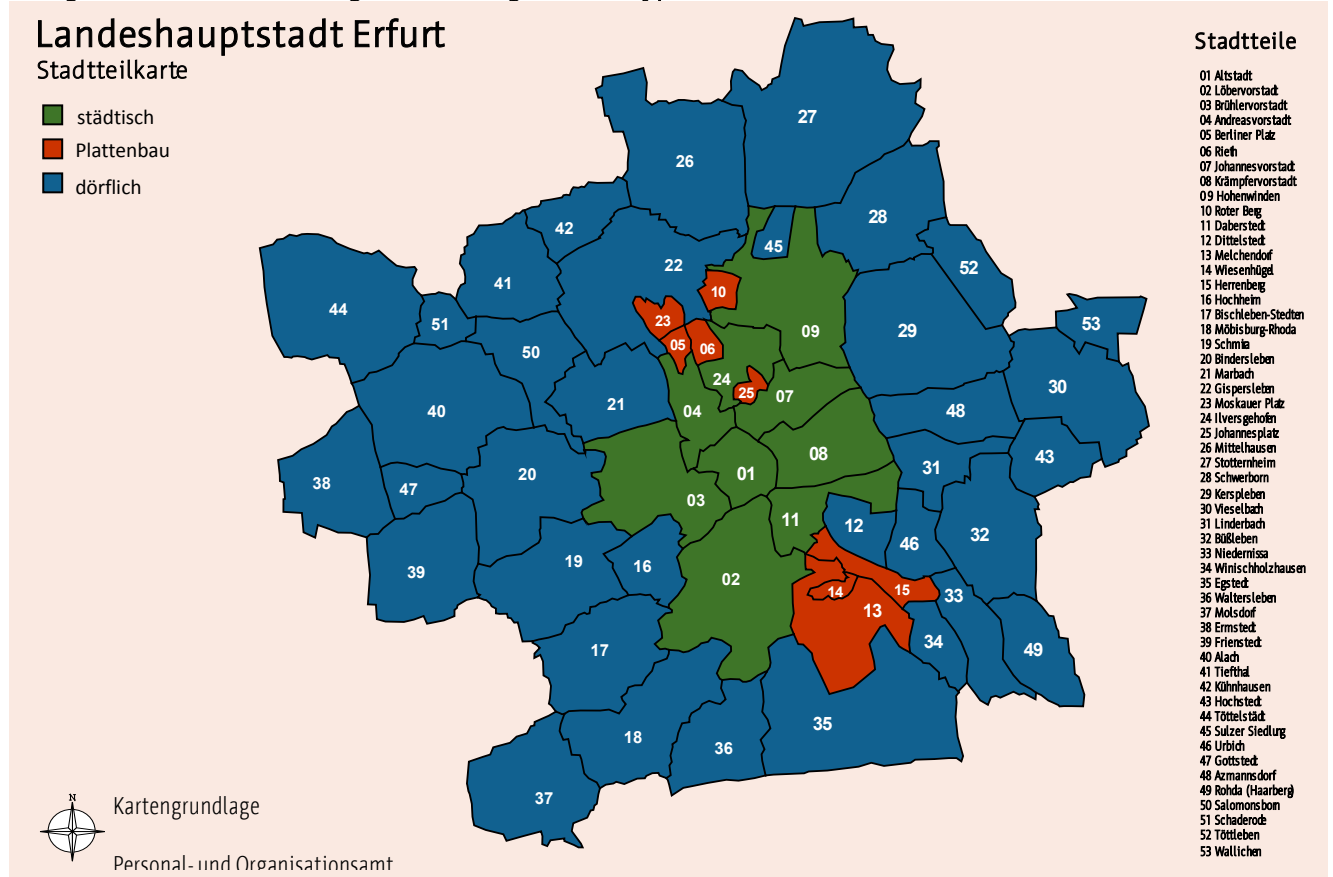 Landeshauptstadt Erfurt
Stadtteilkarte
städtisch
Plattenbau
dörflich
27
26
28
42
45
22
52
41
10
44
23
51
53
09
29
05
06
50
24
30
25
07
21
40
04
48
08
43
31
01
20
38
47
03
11
12
32
46
19
16
39
02
15
14
33
13
34
17
49
35
18
36
37
N
Kartengrundlage
Personal- und Organisationsamt
Stadtteile
01 Altstadt
02 Löbervorstadt
03 Brühlervorstadt
04 Andreasvorstadt
05 Berliner Platz
06 Rieth
07 Johannesvorstadt
08 Krämpfervorstadt
09 Hohenwinden
10 Roter Berg
11 Daberstedt
12 Dittelstedt
13 Melchendorf
14 Wiesenhügel
15 Herrenberg
16 Hochheim
17 Bischleben-Stedten
18 Möbisburg-Rhoda
19 Schmira
20 Bindersleben
21 Marbach
22 Gispersleben
23 Moskauer Platz
24 Ilversgehofen
25 Johannesplatz
26 Mittelhausen
27 Stotternheim
28 Schwerborn
29 Kerspleben
30 Vieselbach
31 Linderbach
32 Büßleben
33 Niedernissa
34 Winischholzhausen
35 Egstedt
36 Waltersleben
37 Molsdorf
38 Ermstedt
39 Frienstedt
40 Alach
41 Tiefthal
42 Kühnhausen
43 Hochstedt
44 Töttelstädt
45 Sulzer Siedlung
46 Urbich
47 Gottstedt
48 Azmannsdorf
49 Rohda (Haarberg)
50 Salomonsborn
51 Schaderode
52 Töttleben
53 Wallichen